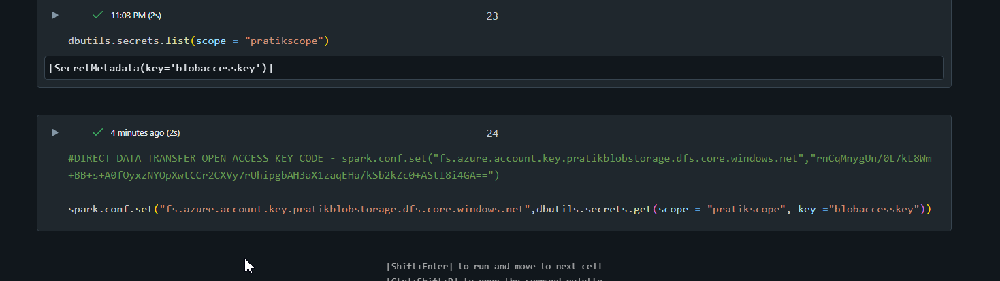 11:03 PM (2s)
23
dbutils.secrets.list(scope = "pratikscope")
[SecretMetadata(key='blobaccesskey')]
4 minutes ago (2s)
24
#DIRECT DATA TRANSFER OPEN ACCESS KEY CODE - spark.conf.set("fs.azure.account.key.pratikblobstorage.dfs.core.windows.net","rnCqMnygUn/0L7kL8Wm
+BB+s+A0fOyxzNYOpXwtCCr2CXVy7rUhipgbAH3aX1zaqEHa/kSb2kZc0+AStI8i4GA==")
spark.conf.set("fs.azure.account.key.pratikblobstorage.dfs.core.windows.net",dbutils.secrets.get(scope = "pratikscope", key ="blobaccesskey"))
[Shift+Enter] to run and move to next cell
[Ctrl+Shift+P] to open the command palette